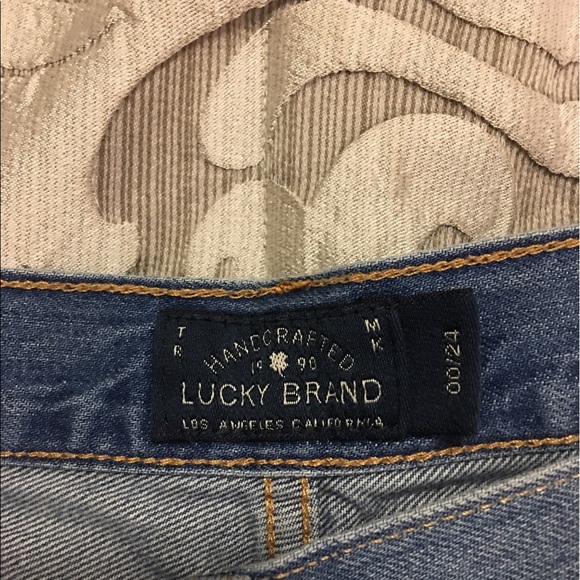 TR MK
HANDCRAFTED
19 90
LUCKY BRAND
LOS ANGELES CALIFORNIA
00/24